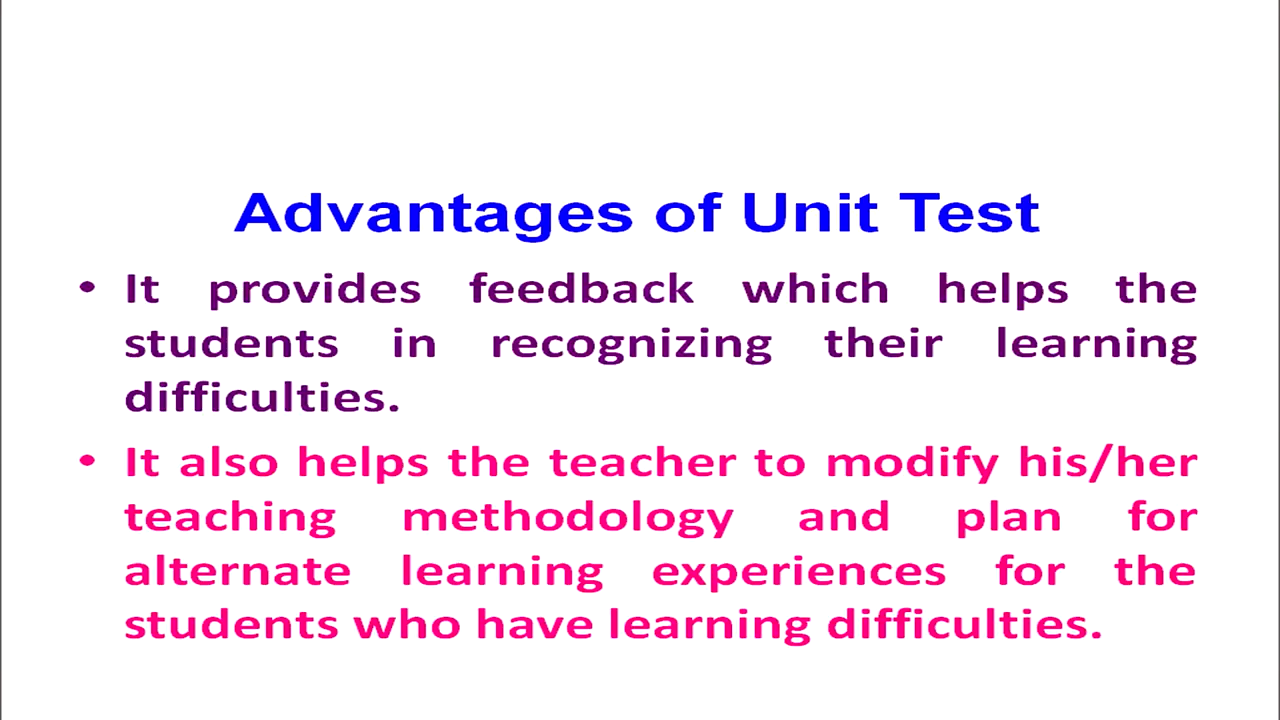 Advantages of Unit Test
• It provides feedback which helps the
students in recognizing their learning
difficulties.
• It also helps the teacher to modify his/her
teaching methodology and plan for
alternate learning experiences for the
students who have learning difficulties.